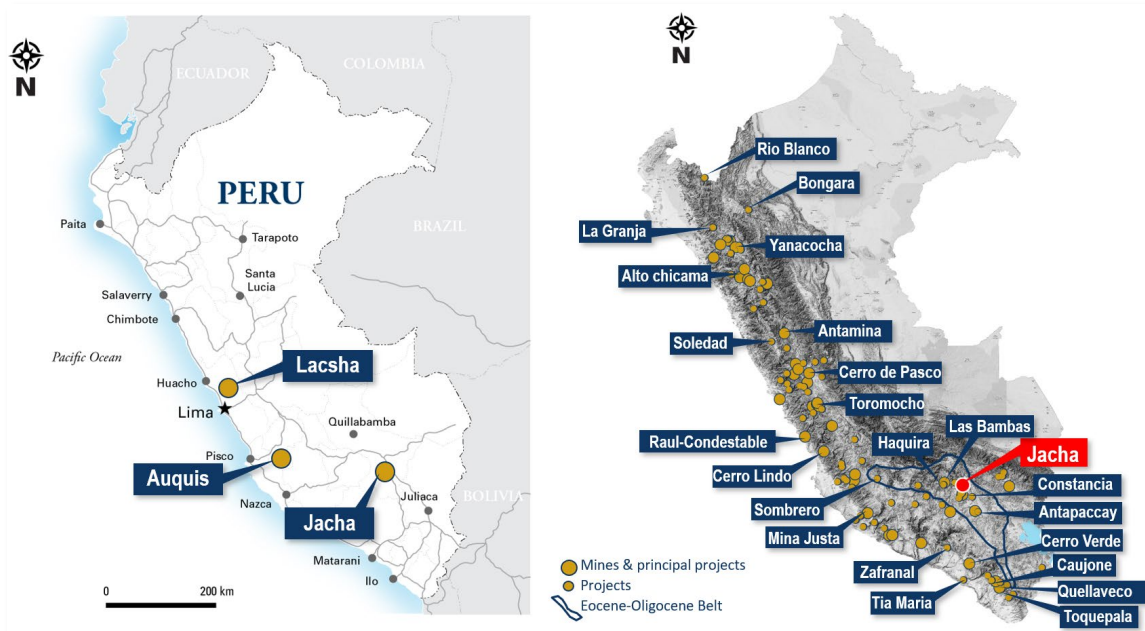 N
ECUADOR
COLOMBIA
PERU
BRAZIL
Paita
Tarapoto
Santa
Lucia
Salaverry
Chimbote
Pacific Ocean
Lacsha
Huacho
Lima
Quillabamba
Pisco
Auquis
Juliaca
Nazca
Jacha
BOLIVIA
Matarani
Ilo
0
200 km
N
Rio Blanco
Bongara
La Granja
Yanacocha
Alto chicama
Antamina
Soledad
Cerro de Pasco
Toromocho
Las Bambas
Raul-Condestable
Haquira
Jacha
Cerro Lindo
Constancia
Sombrero
Antapaccay
Mina Justa
Cerro Verde
Zafranal
Caujone
Tia Maria
Quellaveco
Toquepala
Mines & principal projects
Projects
Eocene-Oligocene Belt